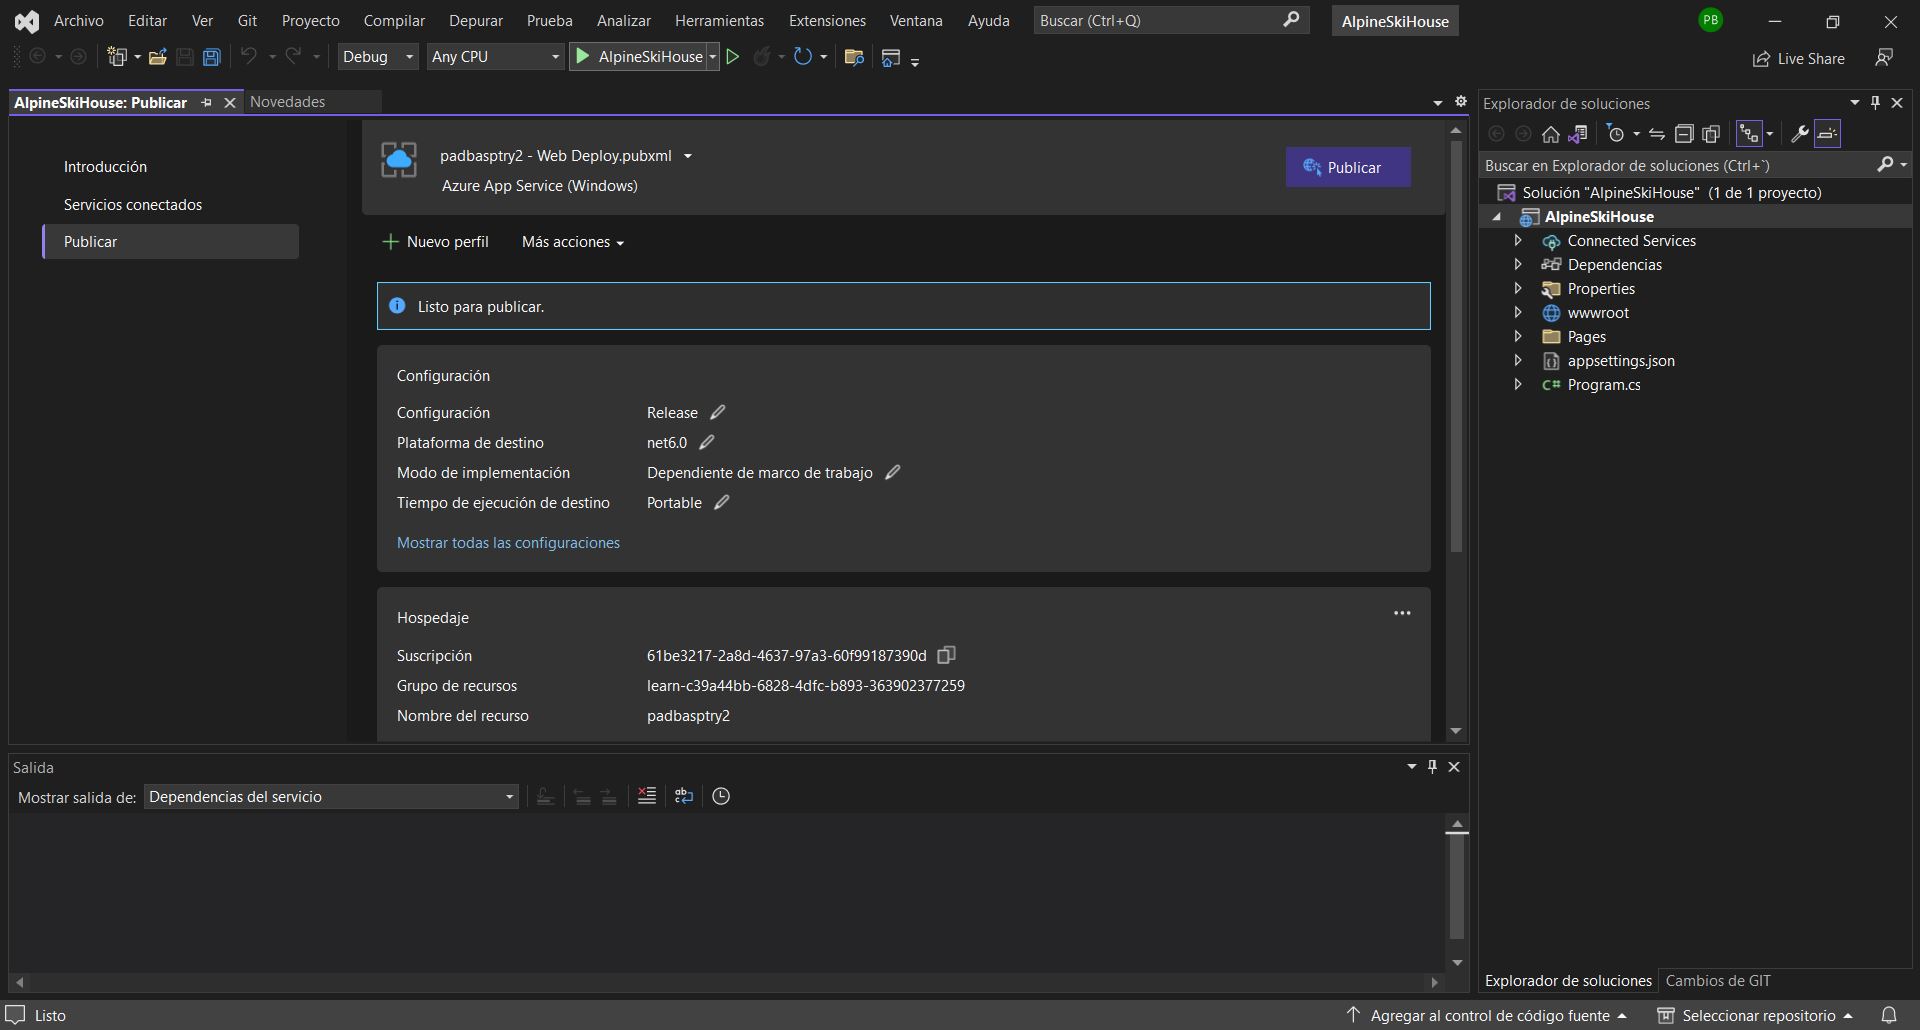 Archivo Editar Ver Git Proyecto Compilar Depurar Prueba Analizar Herramientas Extensiones Ventana Ayuda Buscar (Ctrl+Q) AlpineSkiHouse PB
Debug Any CPU AlpineSkiHouse Live Share
AlpineSkiHouse: Publicar Novedades
Introducción
Servicios conectados
Publicar
padbasptry2 - Web Deploy.pubxml
Azure App Service (Windows)
Publicar
Nuevo perfil Más acciones
Listo para publicar.
Configuración
Configuración Release
Plataforma de destino net6.0
Modo de implementación Dependiente de marco de trabajo
Tiempo de ejecución de destino Portable
Mostrar todas las configuraciones
Hospedaje
Suscripción 61be3217-2a8d-4637-97a3-60f99187390d
Grupo de recursos learn-c39a44bb-6828-4dfc-b893-363902377259
Nombre del recurso padbasptry2
Salida
Mostrar salida de: Dependencias del servicio
Explorador de soluciones
Buscar en Explorador de soluciones (Ctrl+`)
Solución "AlpineSkiHouse" (1 de 1 proyecto)
AlpineSkiHouse
Connected Services
Dependencias
Properties
wwwroot
Pages
appsettings.json
C# Program.cs
Explorador de soluciones Cambios de GIT
Listo Agregar al control de código fuente Seleccionar repositorio